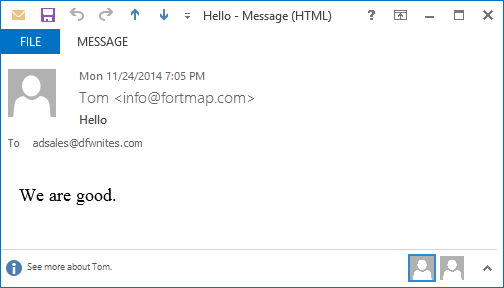 Hello - Message (HTML)
?
FILE MESSAGE
Mon 11/24/2014 7:05 PM
Tom <info@fortmap.com>
Hello
To adsales@dfwnites.com
We are good.
See more about Tom.